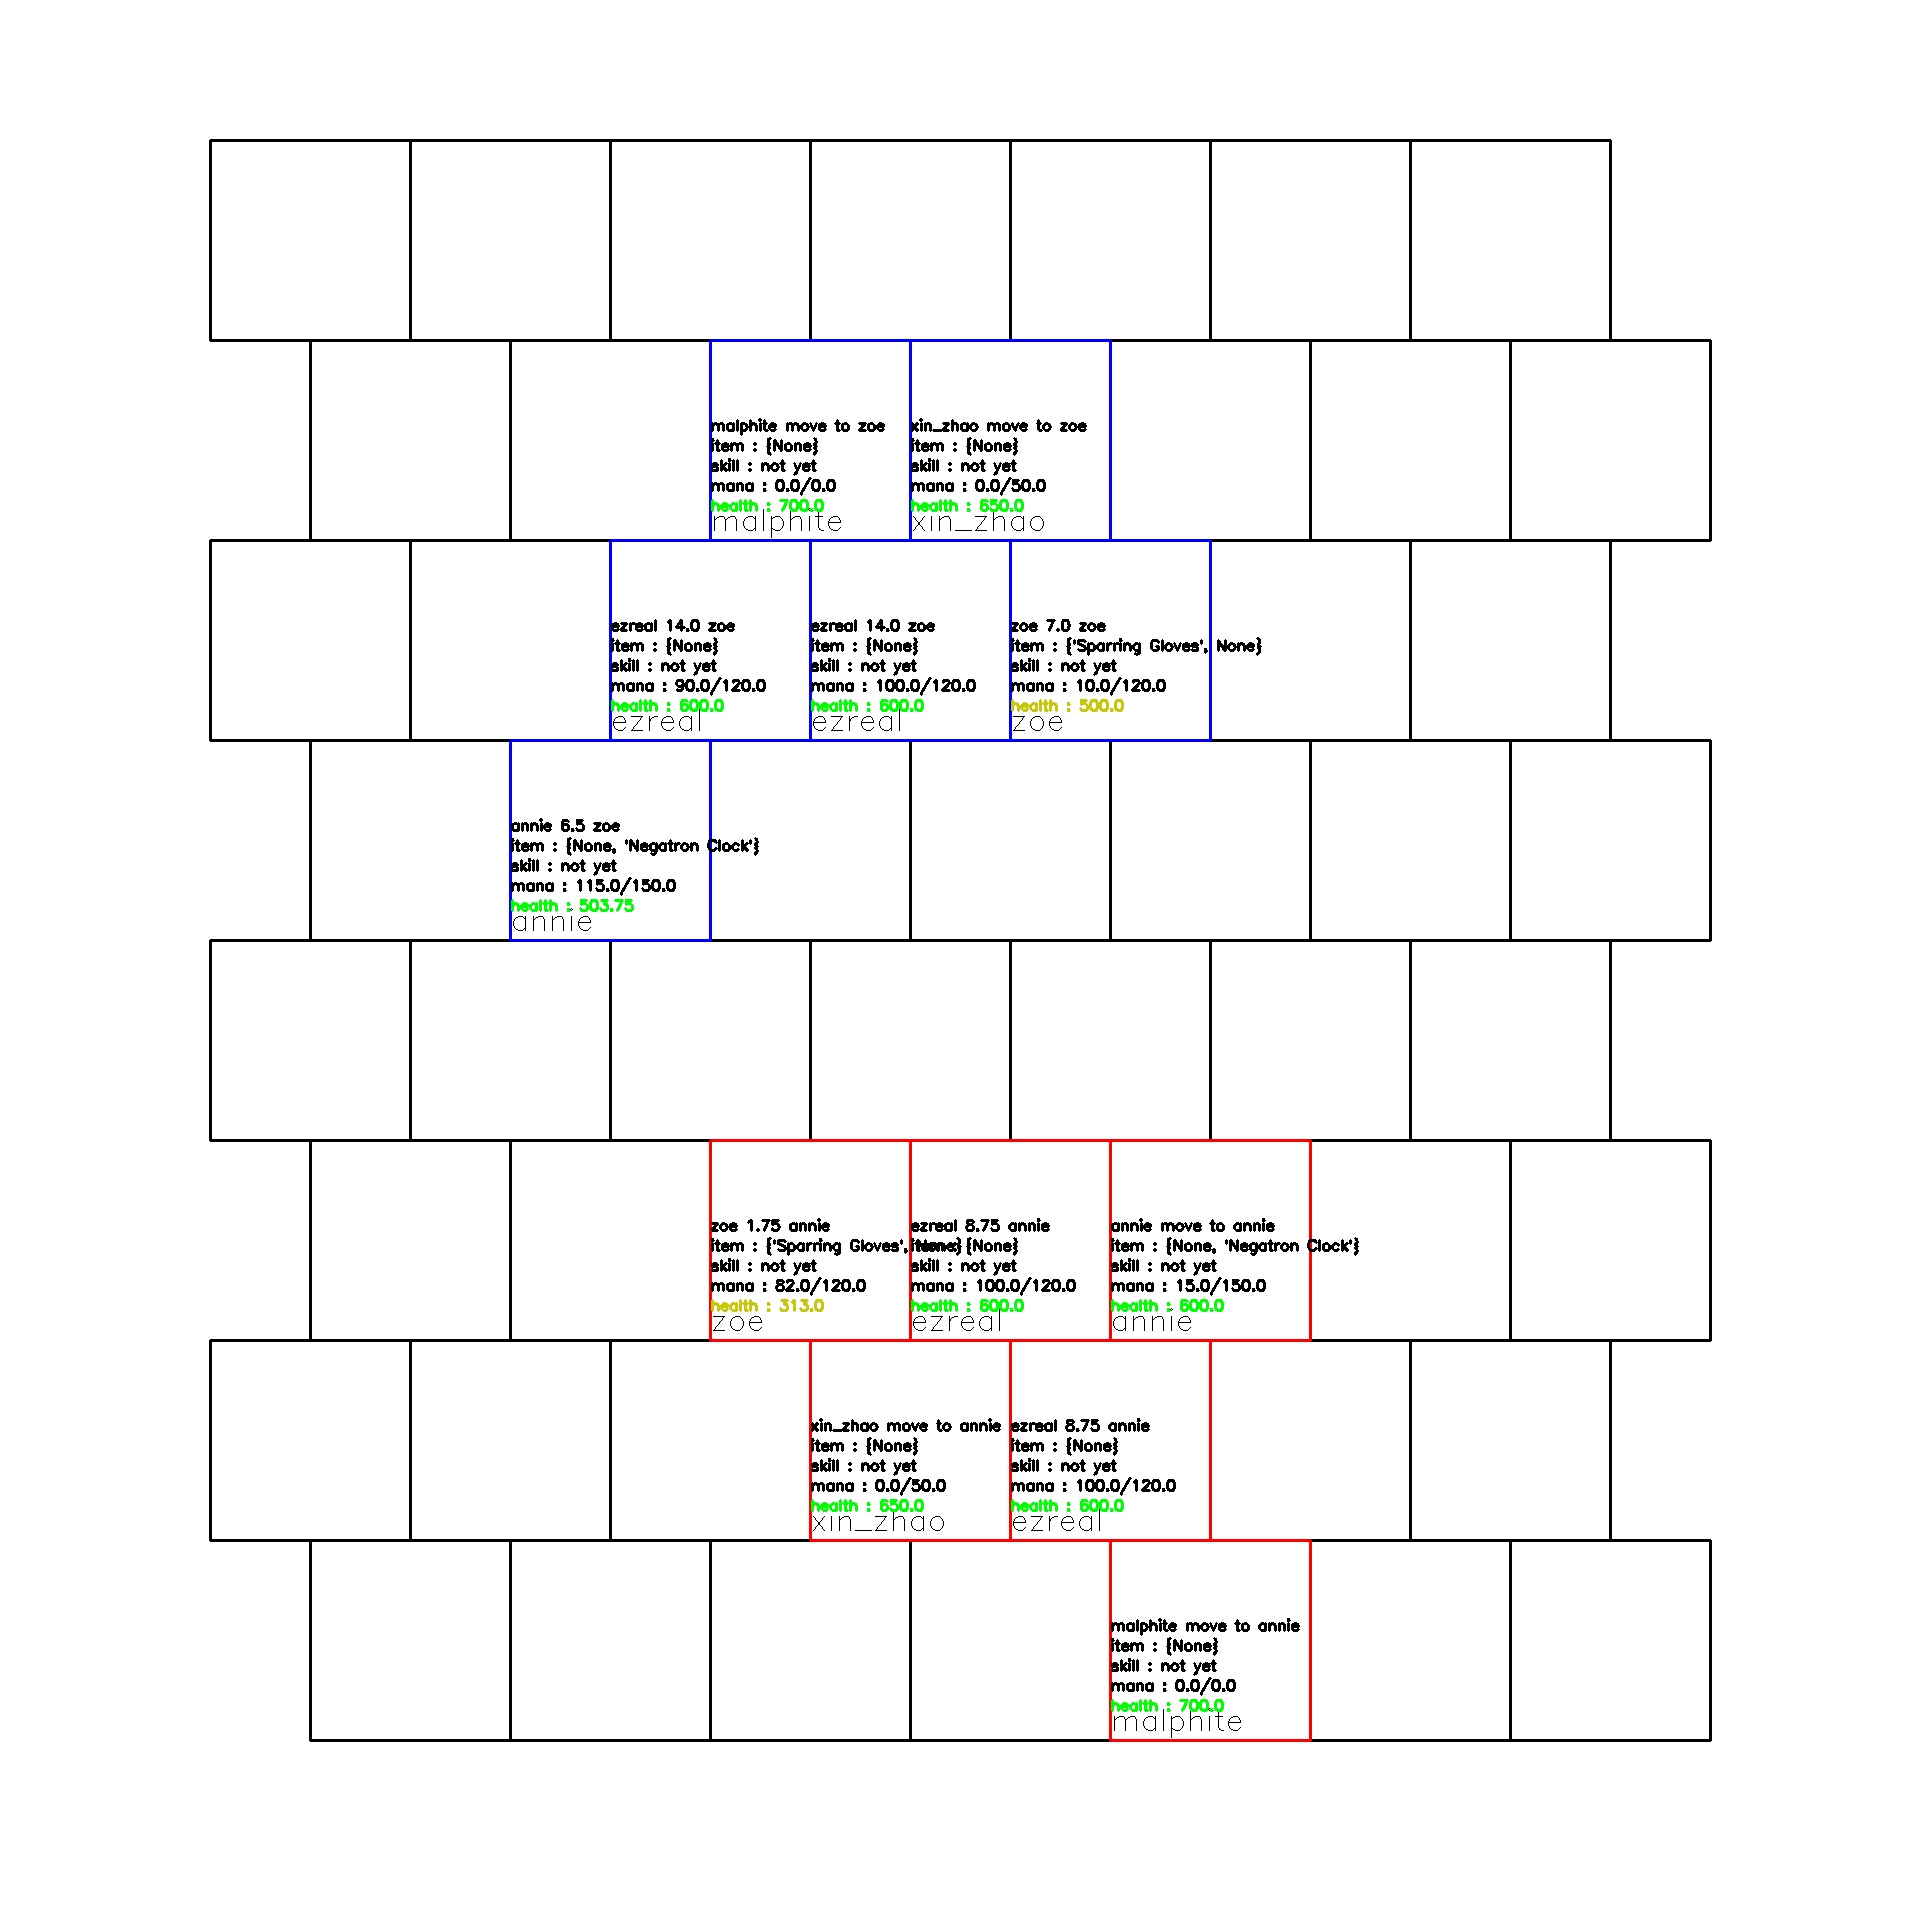 malphite move to zoe
item : {None}
skill : not yet
mana : 0.0/0.0
health : 700.0
malphite
xin_zhao move to zoe
item : {None}
skill : not yet
mana : 0.0/50.0
health : 650.0
xin_zhao
ezreal 14.0 zoe
item : {None}
skill : not yet
mana : 90.0/120.0
health : 600.0
ezreal
ezreal 14.0 zoe
item : {None}
skill : not yet
mana : 100.0/120.0
health : 600.0
ezreal
zoe 7.0 zoe
item : {'Sparring Gloves', None}
skill : not yet
mana : 10.0/120.0
health : 500.0
zoe
annie 6.5 zoe
item : {None, 'Negatron Clock'}
skill : not yet
mana : 115.0/150.0
health : 503.75
annie
zoe 1.75 annie
item : {'Sparring Gloves', None}
skill : not yet
mana : 82.0/120.0
health : 313.0
zoe
ezreal 8.75 annie
item : {None}
skill : not yet
mana : 100.0/120.0
health : 600.0
ezreal
annie move to annie
item : {None, 'Negatron Clock'}
skill : not yet
mana : 15.0/150.0
health : 600.0
annie
xin_zhao move to annie
item : {None}
skill : not yet
mana : 0.0/50.0
health : 650.0
xin_zhao
ezreal 8.75 annie
item : {None}
skill : not yet
mana : 100.0/120.0
health : 600.0
ezreal
malphite move to annie
item : {None}
skill : not yet
mana : 0.0/0.0
health : 700.0
malphite